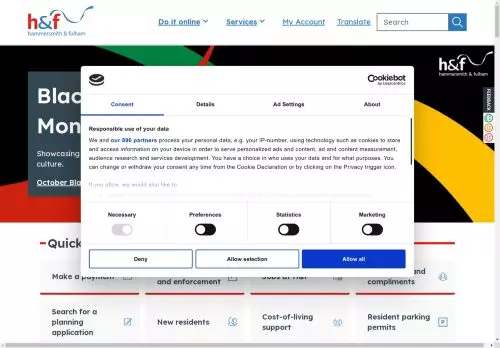 h&f
hammersmith & fulham
Do it online
Services
My Account
Translate
Search
h&f
hammersmith & fulham
FEEDBACK
Blac
Mon
Showcasing
culture.
October Bla
Cookiebot
by Usercentrics
Consent
Details
Ad Settings
About
Responsible use of your data
We and our 896 partners process your personal data, e.g. your IP-number, using technology such as cookies to store
and access information on your device in order to serve personalized ads and content, ad and content measurement,
audience research and services development. You have a choice in who uses your data and for what purposes. You
can change or withdraw your consent any time from the Cookie Declaration or by clicking on the Privacy trigger icon.
If you allow, we would also like to:
Necessary
Preferences
Statistics
Marketing
Deny
Allow selection
Allow all
Quick
Make a payment
and enforcement
Jobs at H&F
and
compliments
Search for a
planning
application
New residents
Cost-of-living
support
Resident parking
permits